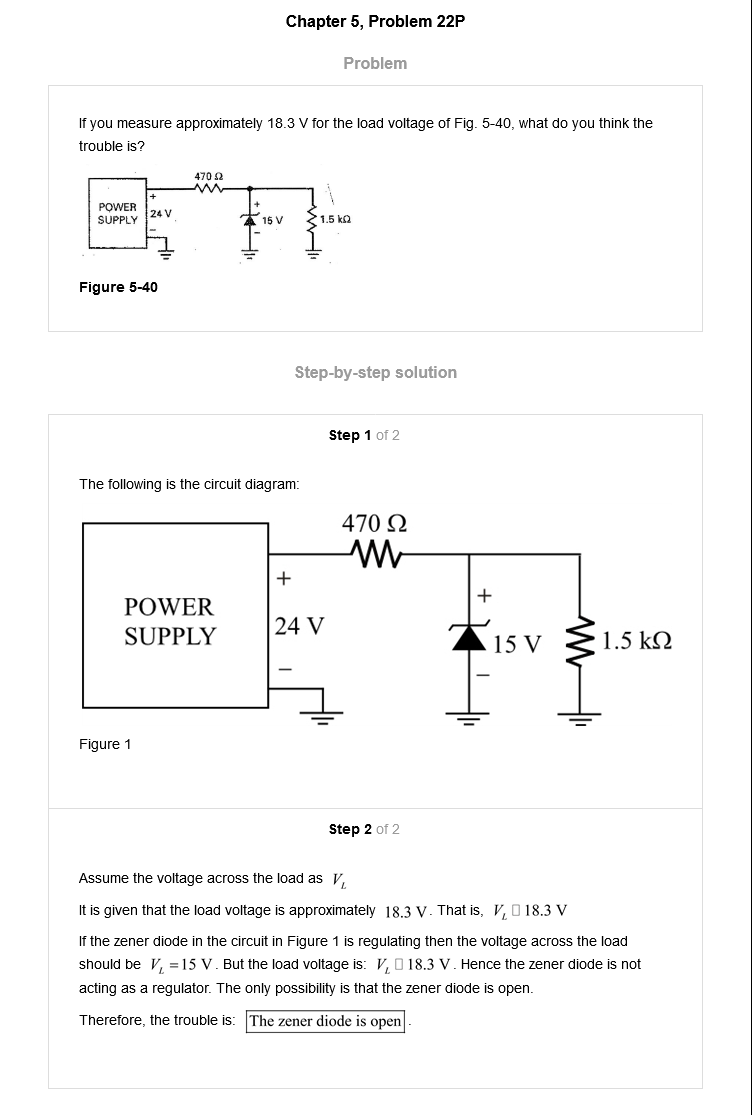 Chapter 5, Problem 22P
Problem
If you measure approximately 18.3 V for the load voltage of Fig. 5-40, what do you think the
trouble is?
470 Ω
POWER
SUPPLY
+
24 V
−
+
15 V
−
1.5 kΩ
Figure 5-40
Step-by-step solution
Step 1 of 2
The following is the circuit diagram:
470 Ω
POWER
SUPPLY
+
24 V
−
+
15 V
−
1.5 kΩ
Figure 1
Step 2 of 2
Assume the voltage across the load as V_L
It is given that the load voltage is approximately 18.3 V. That is, V_L □ 18.3 V
If the zener diode in the circuit in Figure 1 is regulating then the voltage across the load
should be V_L = 15 V. But the load voltage is: V_L □ 18.3 V. Hence the zener diode is not
acting as a regulator. The only possibility is that the zener diode is open.
Therefore, the trouble is: The zener diode is open.